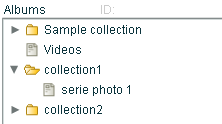 Albums ID:
Sample collection
Videos
collection1
serie photo 1
collection2